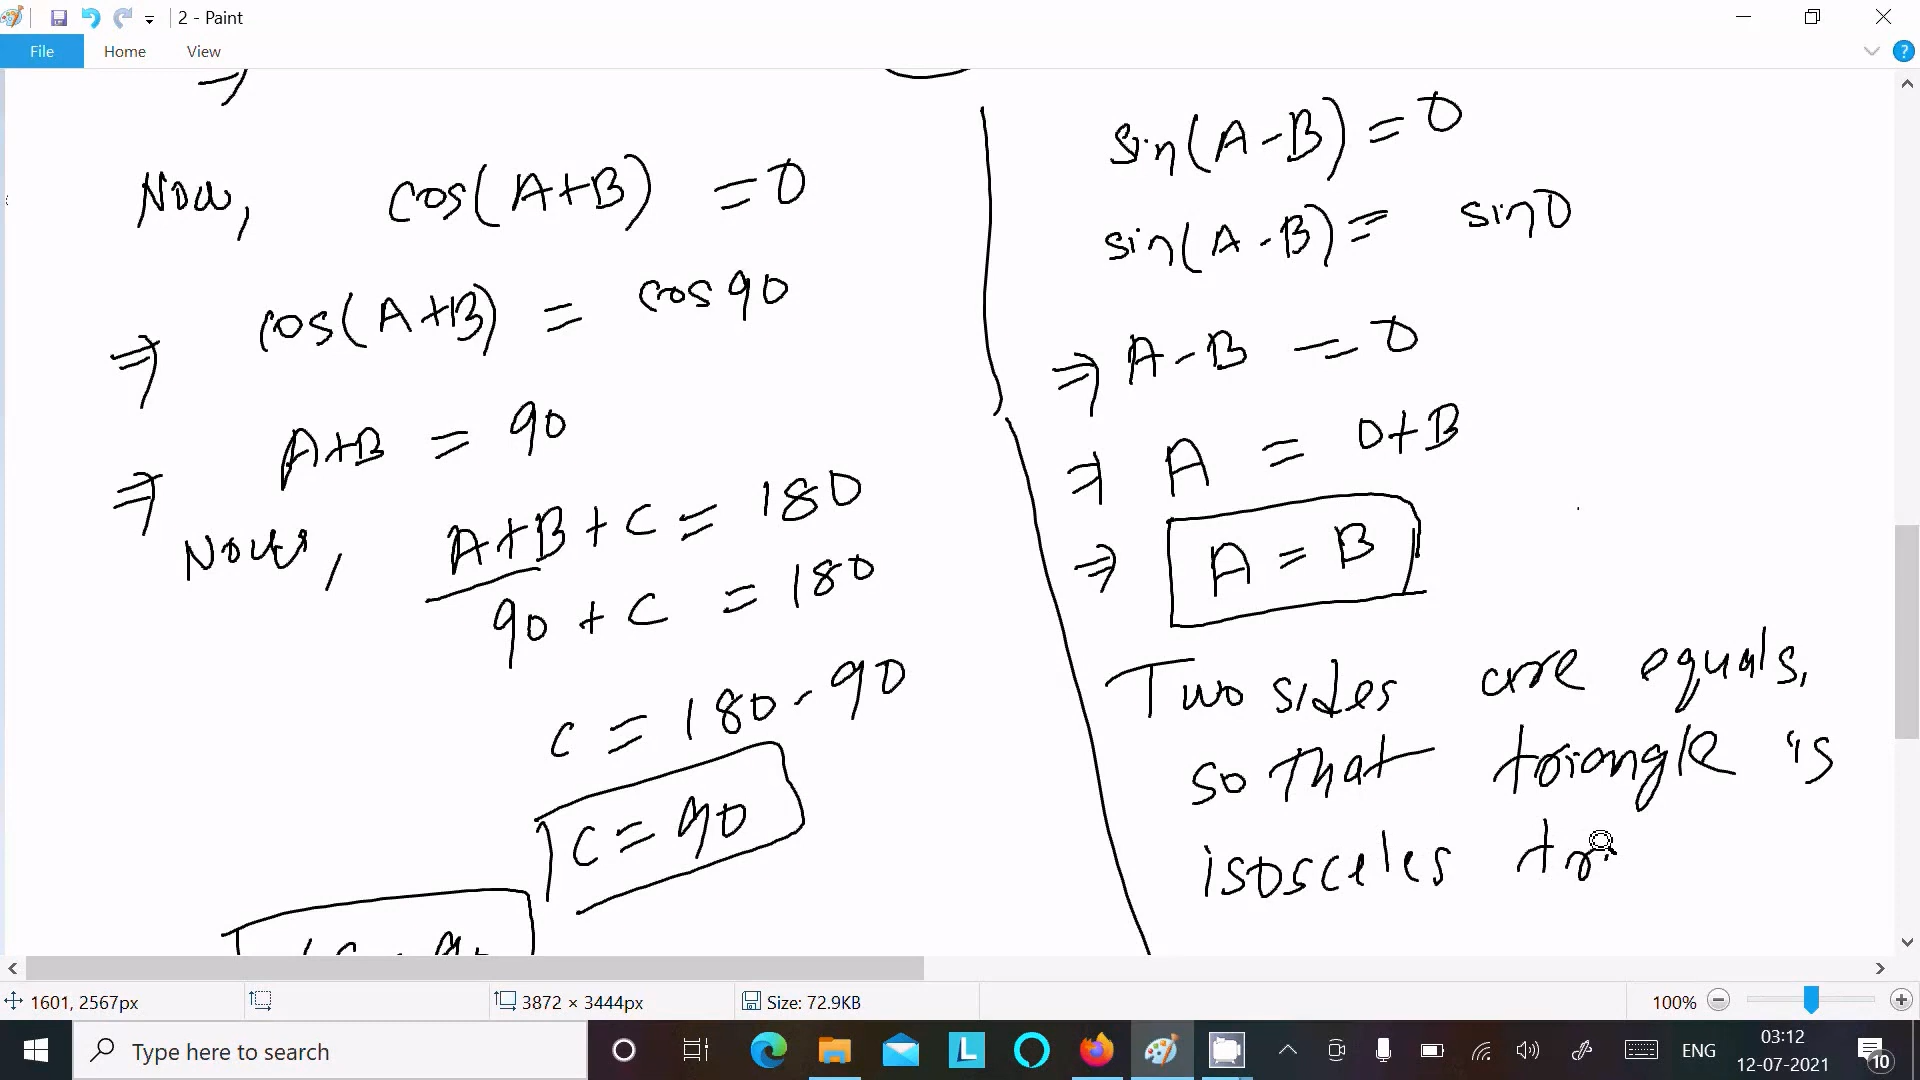 2 - Paint
File Home View
⇒
Now, cos(A+B) = 0
⇒ cos(A+B) = cos 90
⇒ A+B = 90
Now, A+B+C = 180
90 + C = 180
C = 180 - 90
C = 90
sin(A-B) = 0
sin(A-B) = sin 0
⇒ A-B = 0
⇒ A = 0+B
⇒ A = B
Two sides are equals,
so that triangle is
isosceles tri
1601, 2567px 3872 × 3444px Size: 72.9KB 100%
Type here to search
L
ENG
03:12
12-07-2021
10